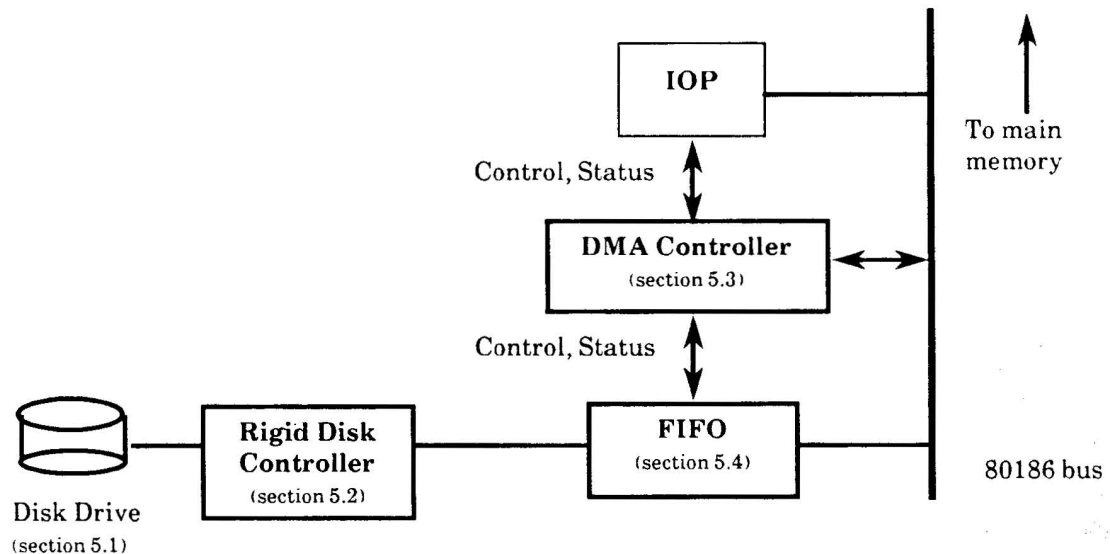 IOP
To main
memory
Control, Status
DMA Controller
(section 5.3)
Control, Status
Rigid Disk
Controller
(section 5.2)
FIFO
(section 5.4)
80186 bus
Disk Drive
(section 5.1)